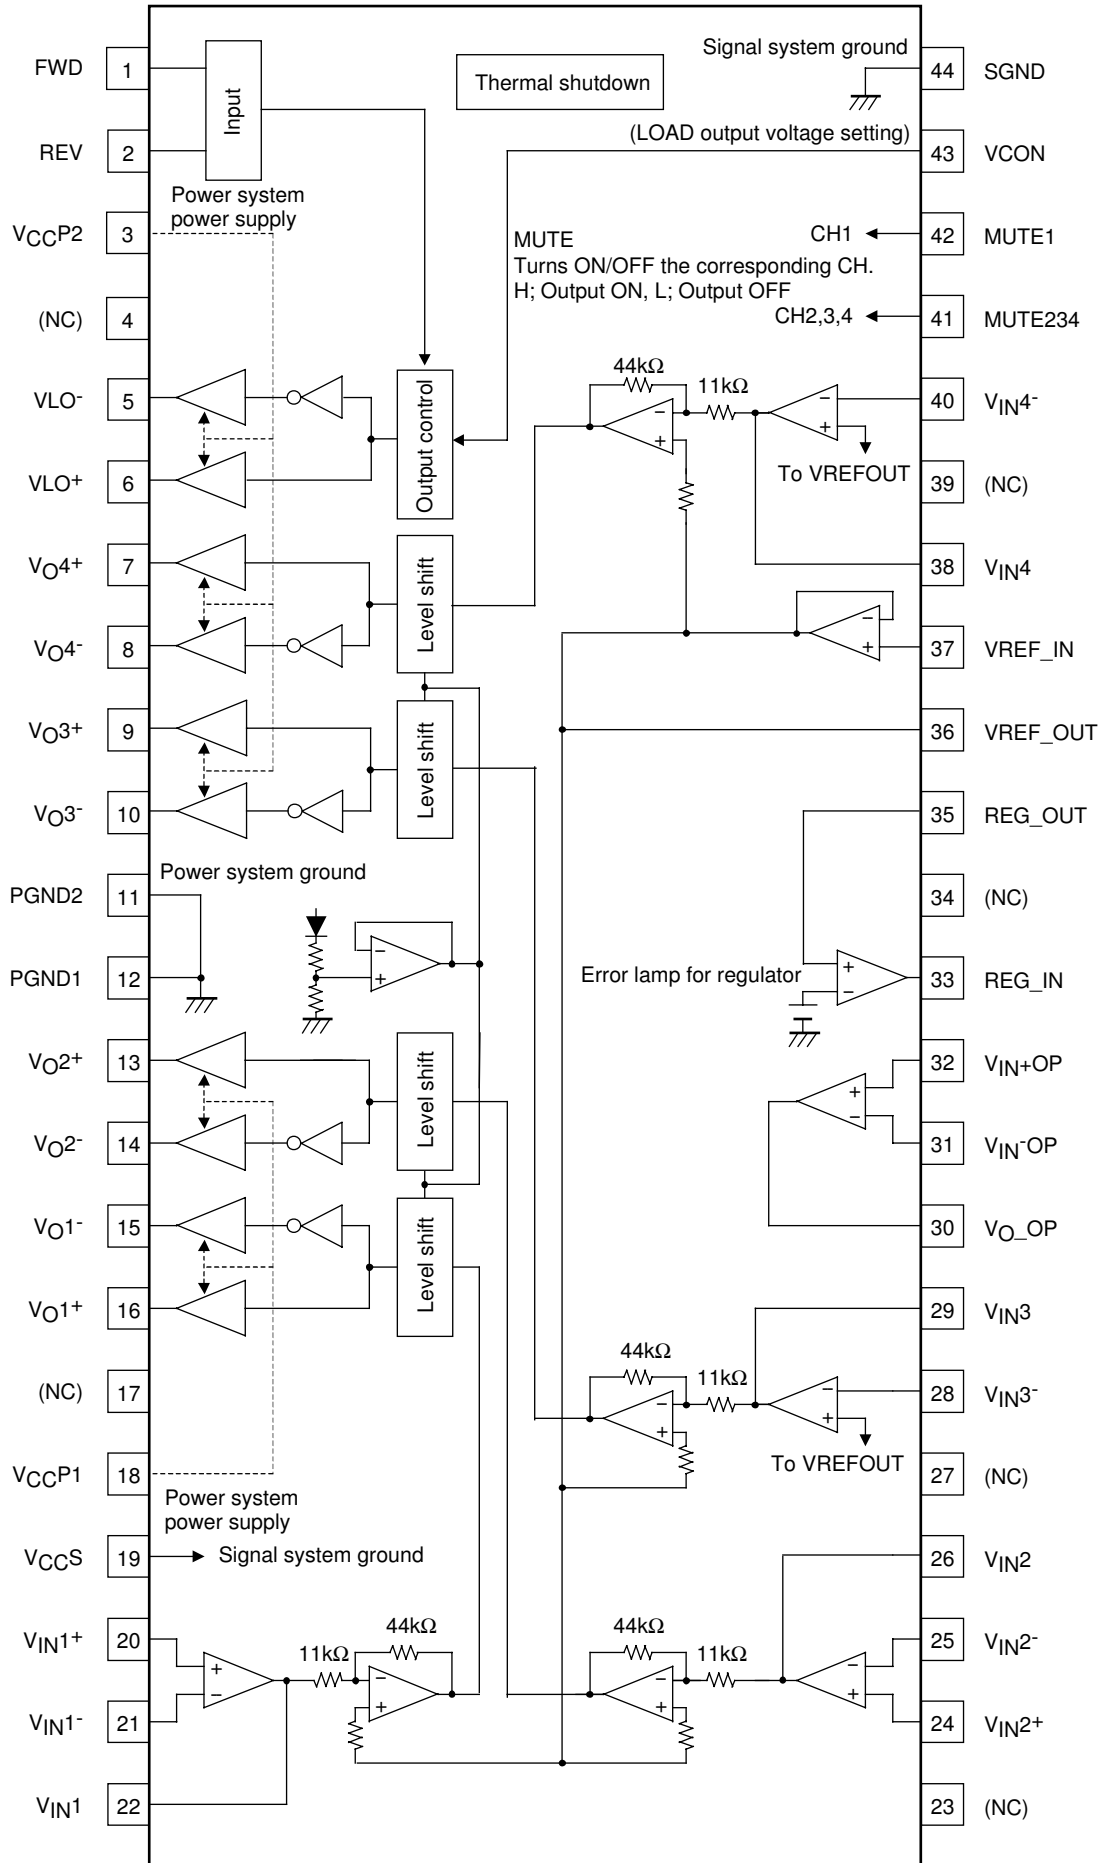 FWD 1
REV 2
VCCP2 3
(NC) 4
VLO- 5
VLO+ 6
VO4+ 7
VO4- 8
VO3+ 9
VO3- 10
PGND2 11
PGND1 12
VO2+ 13
VO2- 14
VO1- 15
VO1+ 16
(NC) 17
VCCP1 18
VCCS 19
VIN1+ 20
VIN1- 21
VIN1 22
Input
Power system
power supply
Thermal shutdown
Signal system ground
(LOAD output voltage setting)
MUTE
Turns ON/OFF the corresponding CH.
H; Output ON, L; Output OFF
CH1
CH2,3,4
Output control
44kΩ
11kΩ
-
+
-
+
To VREFOUT
Level shift
-
+
Level shift
Power system ground
-
+
Error lamp for regulator
+
-
Level shift
+
-
Level shift
44kΩ
11kΩ
-
+
-
+
To VREFOUT
Power system
power supply
Signal system ground
+
-
11kΩ
44kΩ
-
+
44kΩ
11kΩ
-
+
-
+
44 SGND
43 VCON
42 MUTE1
41 MUTE234
40 VIN4-
39 (NC)
38 VIN4
37 VREF_IN
36 VREF_OUT
35 REG_OUT
34 (NC)
33 REG_IN
32 VIN+OP
31 VIN-OP
30 VO_OP
29 VIN3
28 VIN3-
27 (NC)
26 VIN2
25 VIN2-
24 VIN2+
23 (NC)